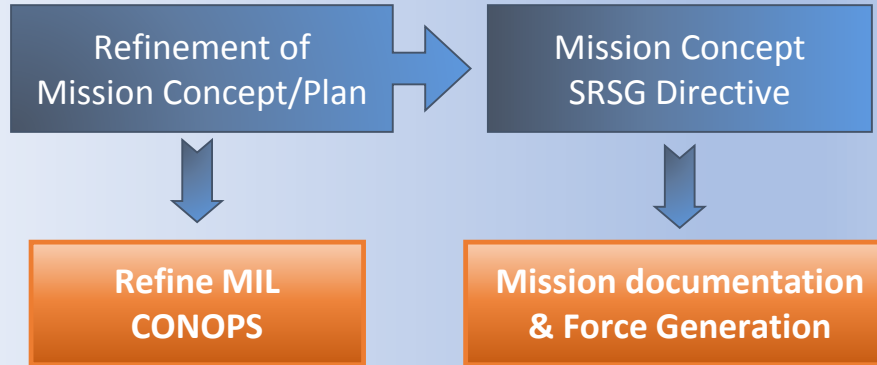 Refinement of
Mission Concept/Plan
Mission Concept
SRSG Directive
Refine MIL
CONOPS
Mission documentation
& Force Generation